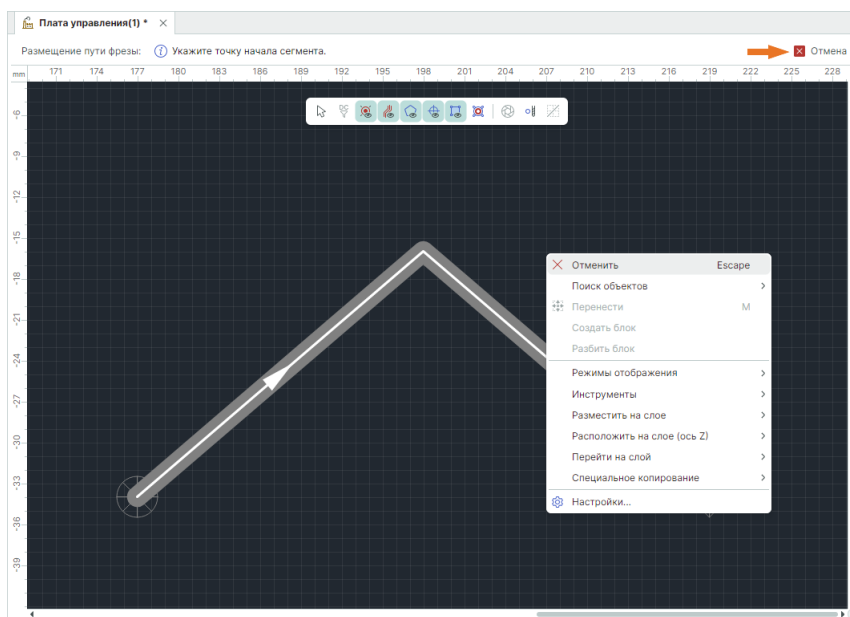 Плата управления(1) *
Размещение пути фрезы: Укажите точку начала сегмента. Отмена
mm 171 174 177 180 183 186 189 192 195 198 201 204 207 210 213 216 219 222 225 228
-6
-9
-12
-15
-18
-21
-24
-27
-30
-33
-36
-39
Отменить Escape
Поиск объектов
Перенести M
Создать блок
Разбить блок
Режимы отображения
Инструменты
Разместить на слое
Расположить на слое (ось Z)
Перейти на слой
Специальное копирование
Настройки...